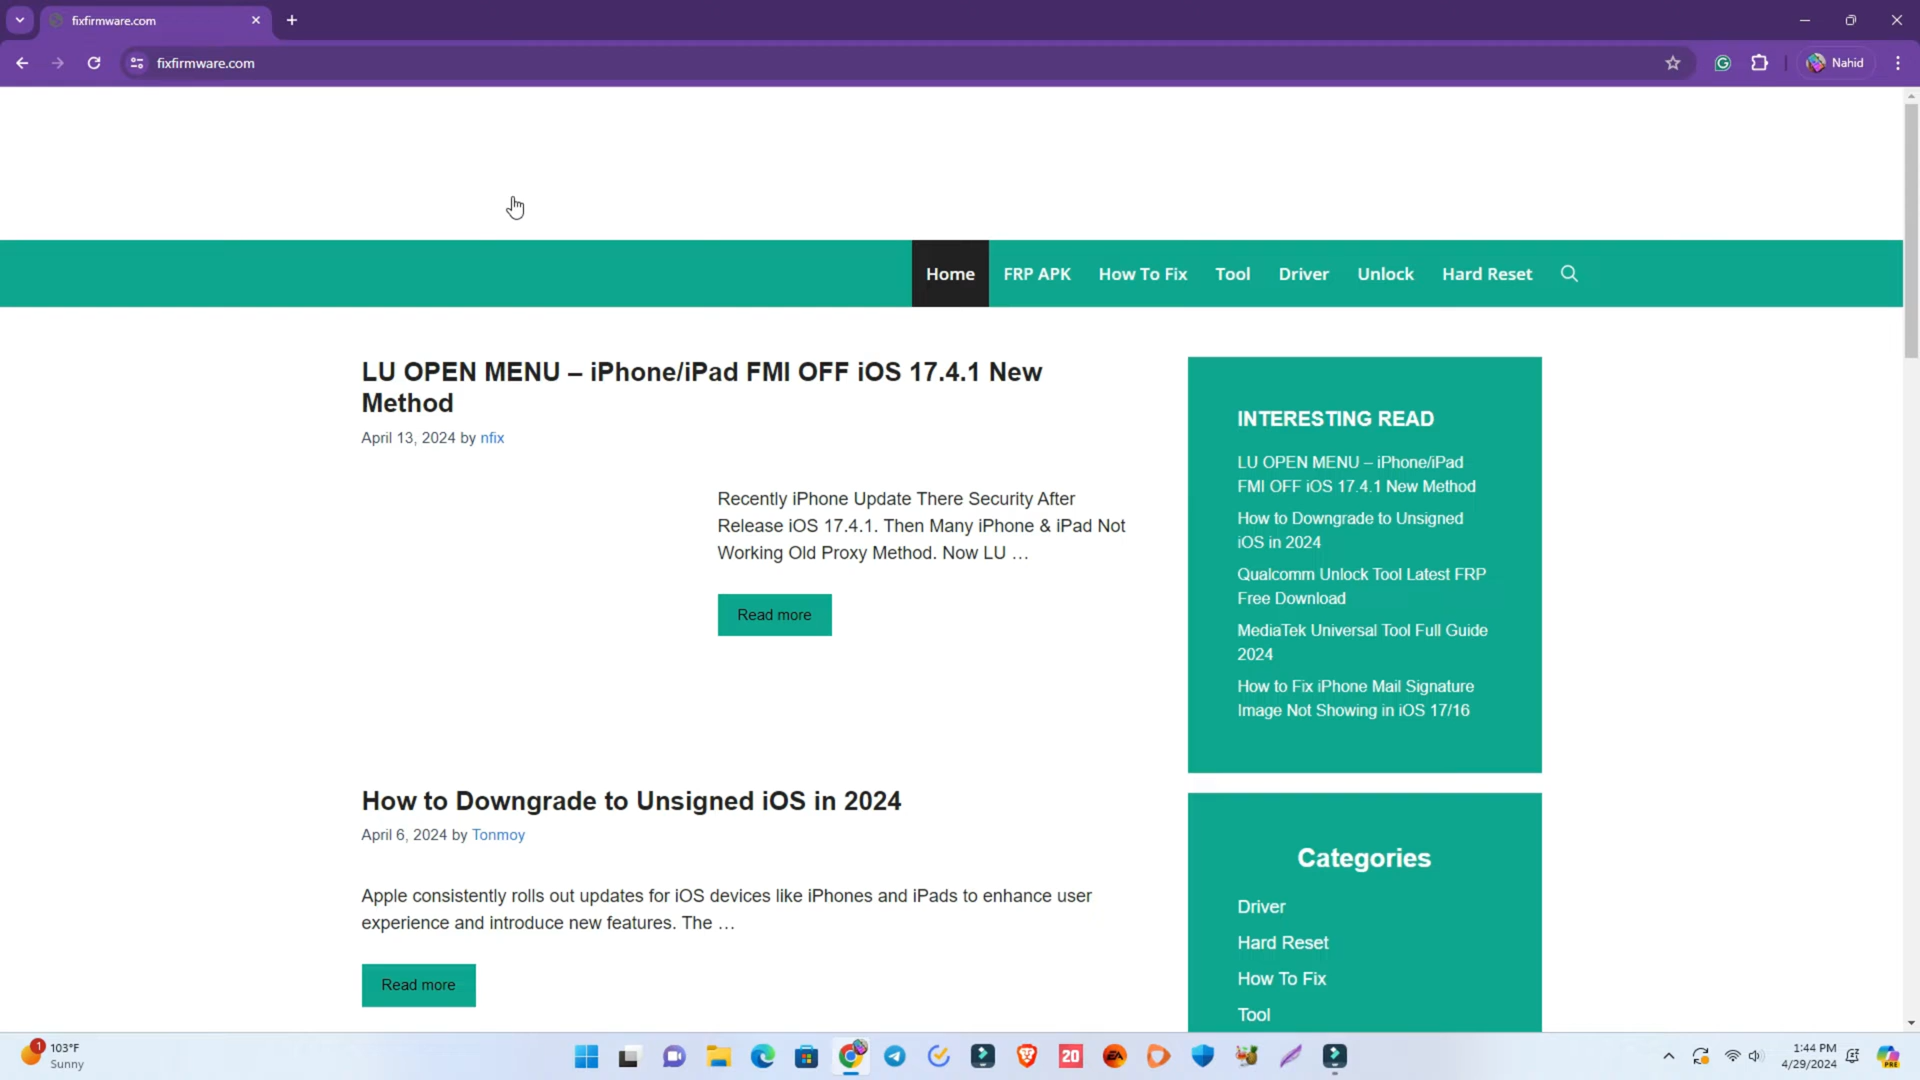 fixfirmware.com
fixfirmware.com
Nahid
Home FRP APK How To Fix Tool Driver Unlock Hard Reset
LU OPEN MENU – iPhone/iPad FMI OFF iOS 17.4.1 New
Method
April 13, 2024 by nfix
Recently iPhone Update There Security After
Release iOS 17.4.1. Then Many iPhone & iPad Not
Working Old Proxy Method. Now LU …
Read more
How to Downgrade to Unsigned iOS in 2024
April 6, 2024 by Tonmoy
Apple consistently rolls out updates for iOS devices like iPhones and iPads to enhance user
experience and introduce new features. The …
Read more
INTERESTING READ
LU OPEN MENU – iPhone/iPad
FMI OFF iOS 17.4.1 New Method
How to Downgrade to Unsigned
iOS in 2024
Qualcomm Unlock Tool Latest FRP
Free Download
MediaTek Universal Tool Full Guide
2024
How to Fix iPhone Mail Signature
Image Not Showing in iOS 17/16
Categories
Driver
Hard Reset
How To Fix
Tool
1
103°F
Sunny
20
EA
PRE
1:44 PM
4/29/2024